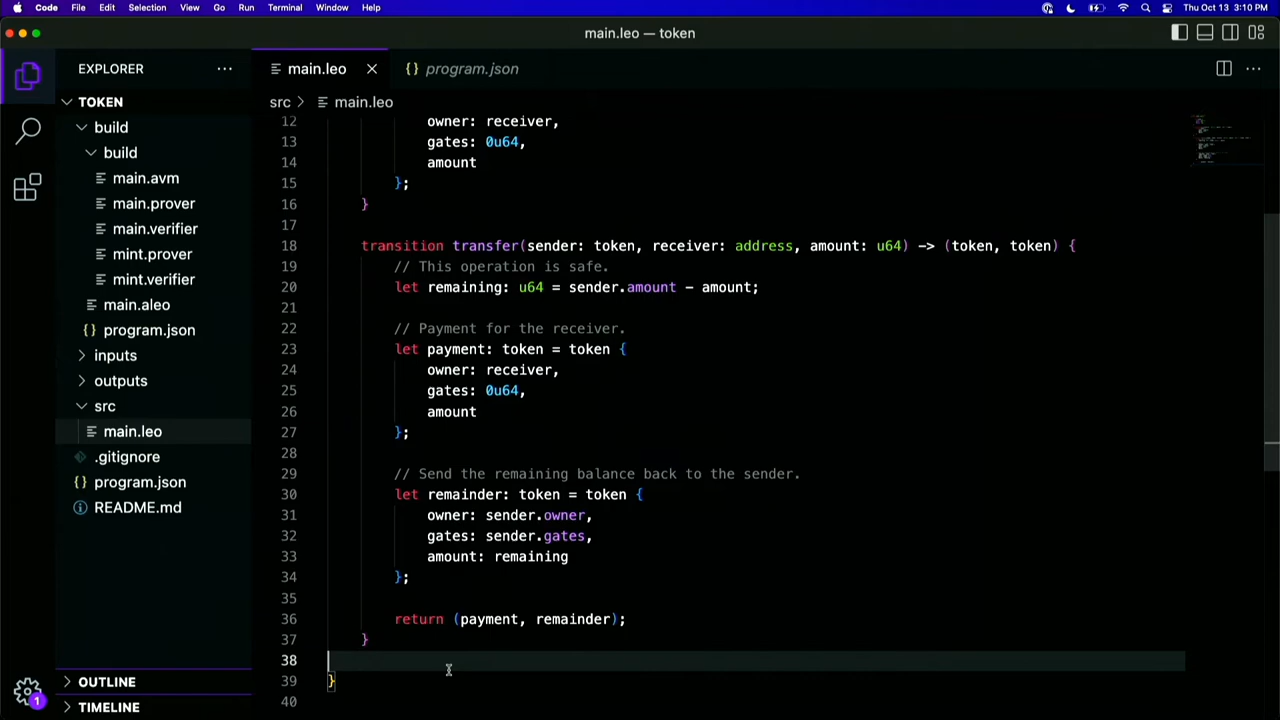 Code File Edit Selection View Go Run Terminal Window Help Thu Oct 13 3:10 PM
main.leo — token
EXPLORER
main.leo
{} program.json
TOKEN
build
build
main.avm
main.prover
main.verifier
mint.prover
mint.verifier
main.aleo
{} program.json
inputs
outputs
src
main.leo
.gitignore
{} program.json
README.md
OUTLINE
TIMELINE
1
src > main.leo
12 owner: receiver,
13 gates: 0u64,
14 amount
15 };
16 }
17
18 transition transfer(sender: token, receiver: address, amount: u64) -> (token, token) {
19 // This operation is safe.
20 let remaining: u64 = sender.amount - amount;
21
22 // Payment for the receiver.
23 let payment: token = token {
24 owner: receiver,
25 gates: 0u64,
26 amount
27 };
28
29 // Send the remaining balance back to the sender.
30 let remainder: token = token {
31 owner: sender.owner,
32 gates: sender.gates,
33 amount: remaining
34 };
35
36 return (payment, remainder);
37 }
38
39 }
40